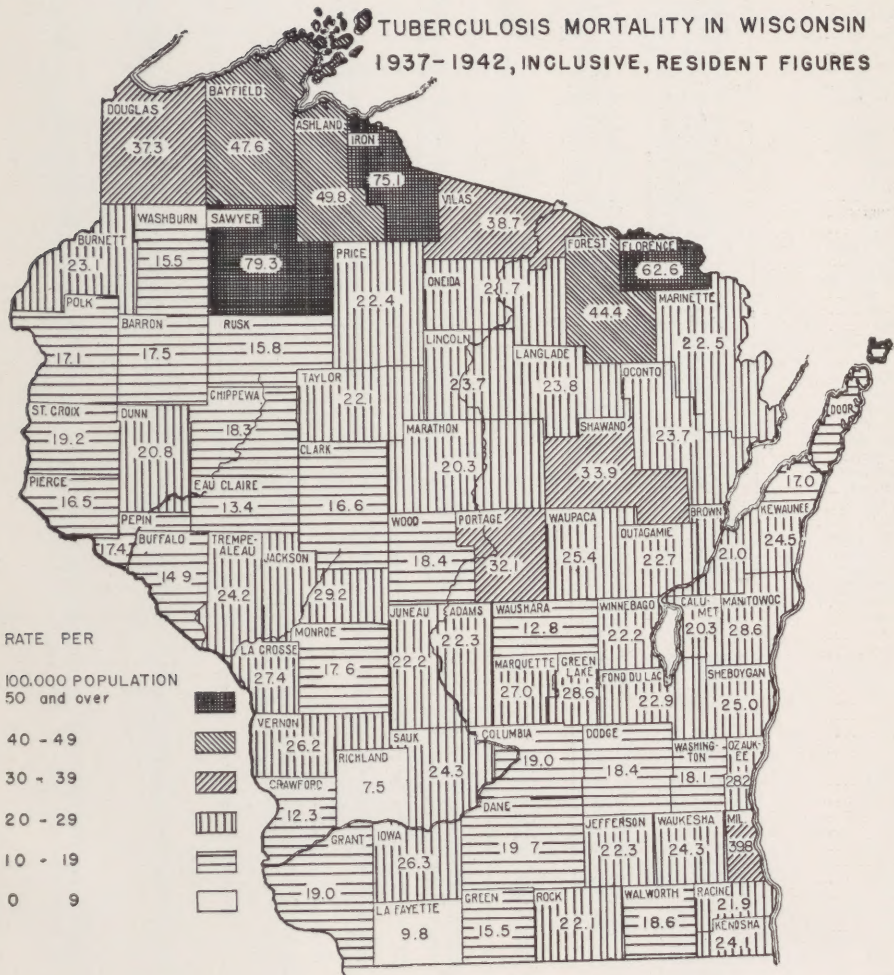 TUBERCULOSIS MORTALITY IN WISCONSIN
1937-1942, INCLUSIVE, RESIDENT FIGURES
DOUGLAS
37.3
BAYFIELD
47.6
ASHLAND
49.8
IRON
75.1
VILAS
38.7
BURNETT
23.1
WASHBURN
15.5
SAWYER
79.3
PRICE
22.4
ONEIDA
21.7
FOREST
44.4
FLORENCE
62.6
MARINETTE
22.5
POLK
17.1
BARRON
17.5
RUSK
15.8
LINCOLN
23.7
LANGLADE
23.8
OCONTO
23.7
TAYLOR
22.1
CHIPPEWA
18.3
ST. CROIX
19.2
DUNN
20.8
MARATHON
20.3
SHAWANO
33.9
DOOR
17.0
CLARK
16.6
PIERCE
16.5
EAU CLAIRE
13.4
PEPIN
17.4
BUFFALO
14.9
TREMPE-
ALEAU
24.2
JACKSON
29.2
WOOD
18.4
PORTAGE
32.1
WAUPACA
25.4
OUTAGAMIE
22.7
BROWN
21.0
KEWAUNEE
24.5
LA CROSSE
27.4
MONROE
17.6
JUNEAU
22.2
ADAMS
22.3
WAUSHARA
12.8
WINNEBAGO
22.2
CALU-
MET
20.3
MANITOWOC
28.6
MARQUETTE
27.0
GREEN
LAKE
28.6
FOND DU LAC
22.9
SHEBOYGAN
25.0
VERNON
26.2
RICHLAND
7.5
SAUK
24.3
COLUMBIA
19.0
DODGE
18.4
WASHING-
TON
18.1
OZAUK-
EE
28.2
CRAWFORD
12.3
DANE
19.7
JEFFERSON
22.3
WAUKESHA
24.3
MIL.
39.8
GRANT
19.0
IOWA
26.3
LA FAYETTE
9.8
GREEN
15.5
ROCK
22.1
WALWORTH
18.6
RACINE
21.9
KENOSHA
24.1
RATE PER
100,000 POPULATION
50 and over
40 - 49
30 - 39
20 - 29
10 - 19
0 9